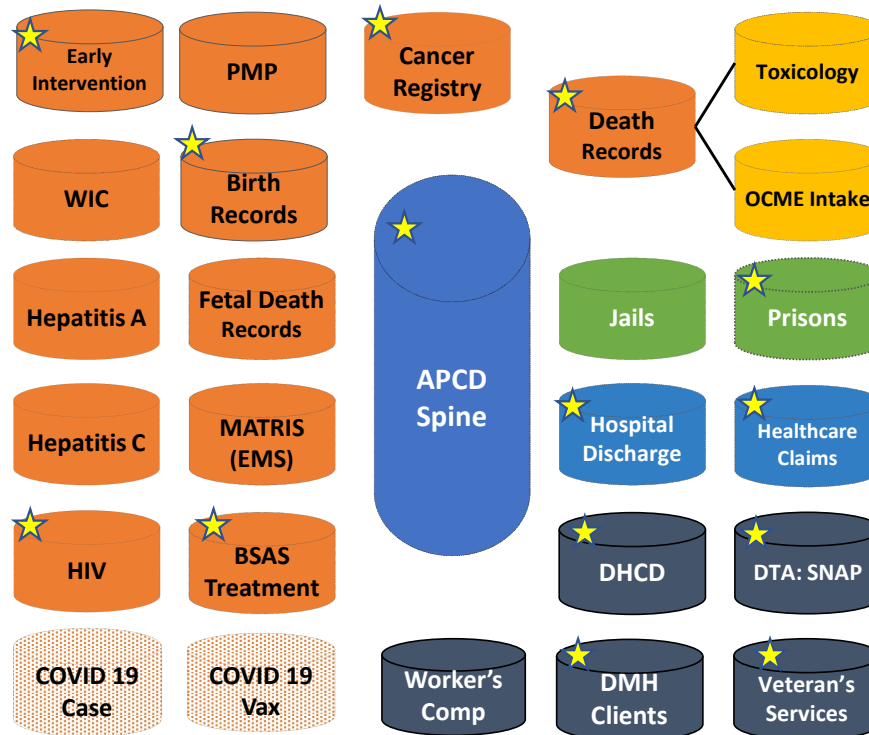 Early
Intervention
PMP
Cancer
Registry
Death
Records
Toxicology
WIC
Birth
Records
OCME Intake
Hepatitis A
Fetal Death
Records
APCD
Spine
Jails
Prisons
Hepatitis C
MATRIS
(EMS)
Hospital
Discharge
Healthcare
Claims
HIV
BSAS
Treatment
DHCD
DTA: SNAP
COVID 19
Case
COVID 19
Vax
Worker’s
Comp
DMH
Clients
Veteran’s
Services